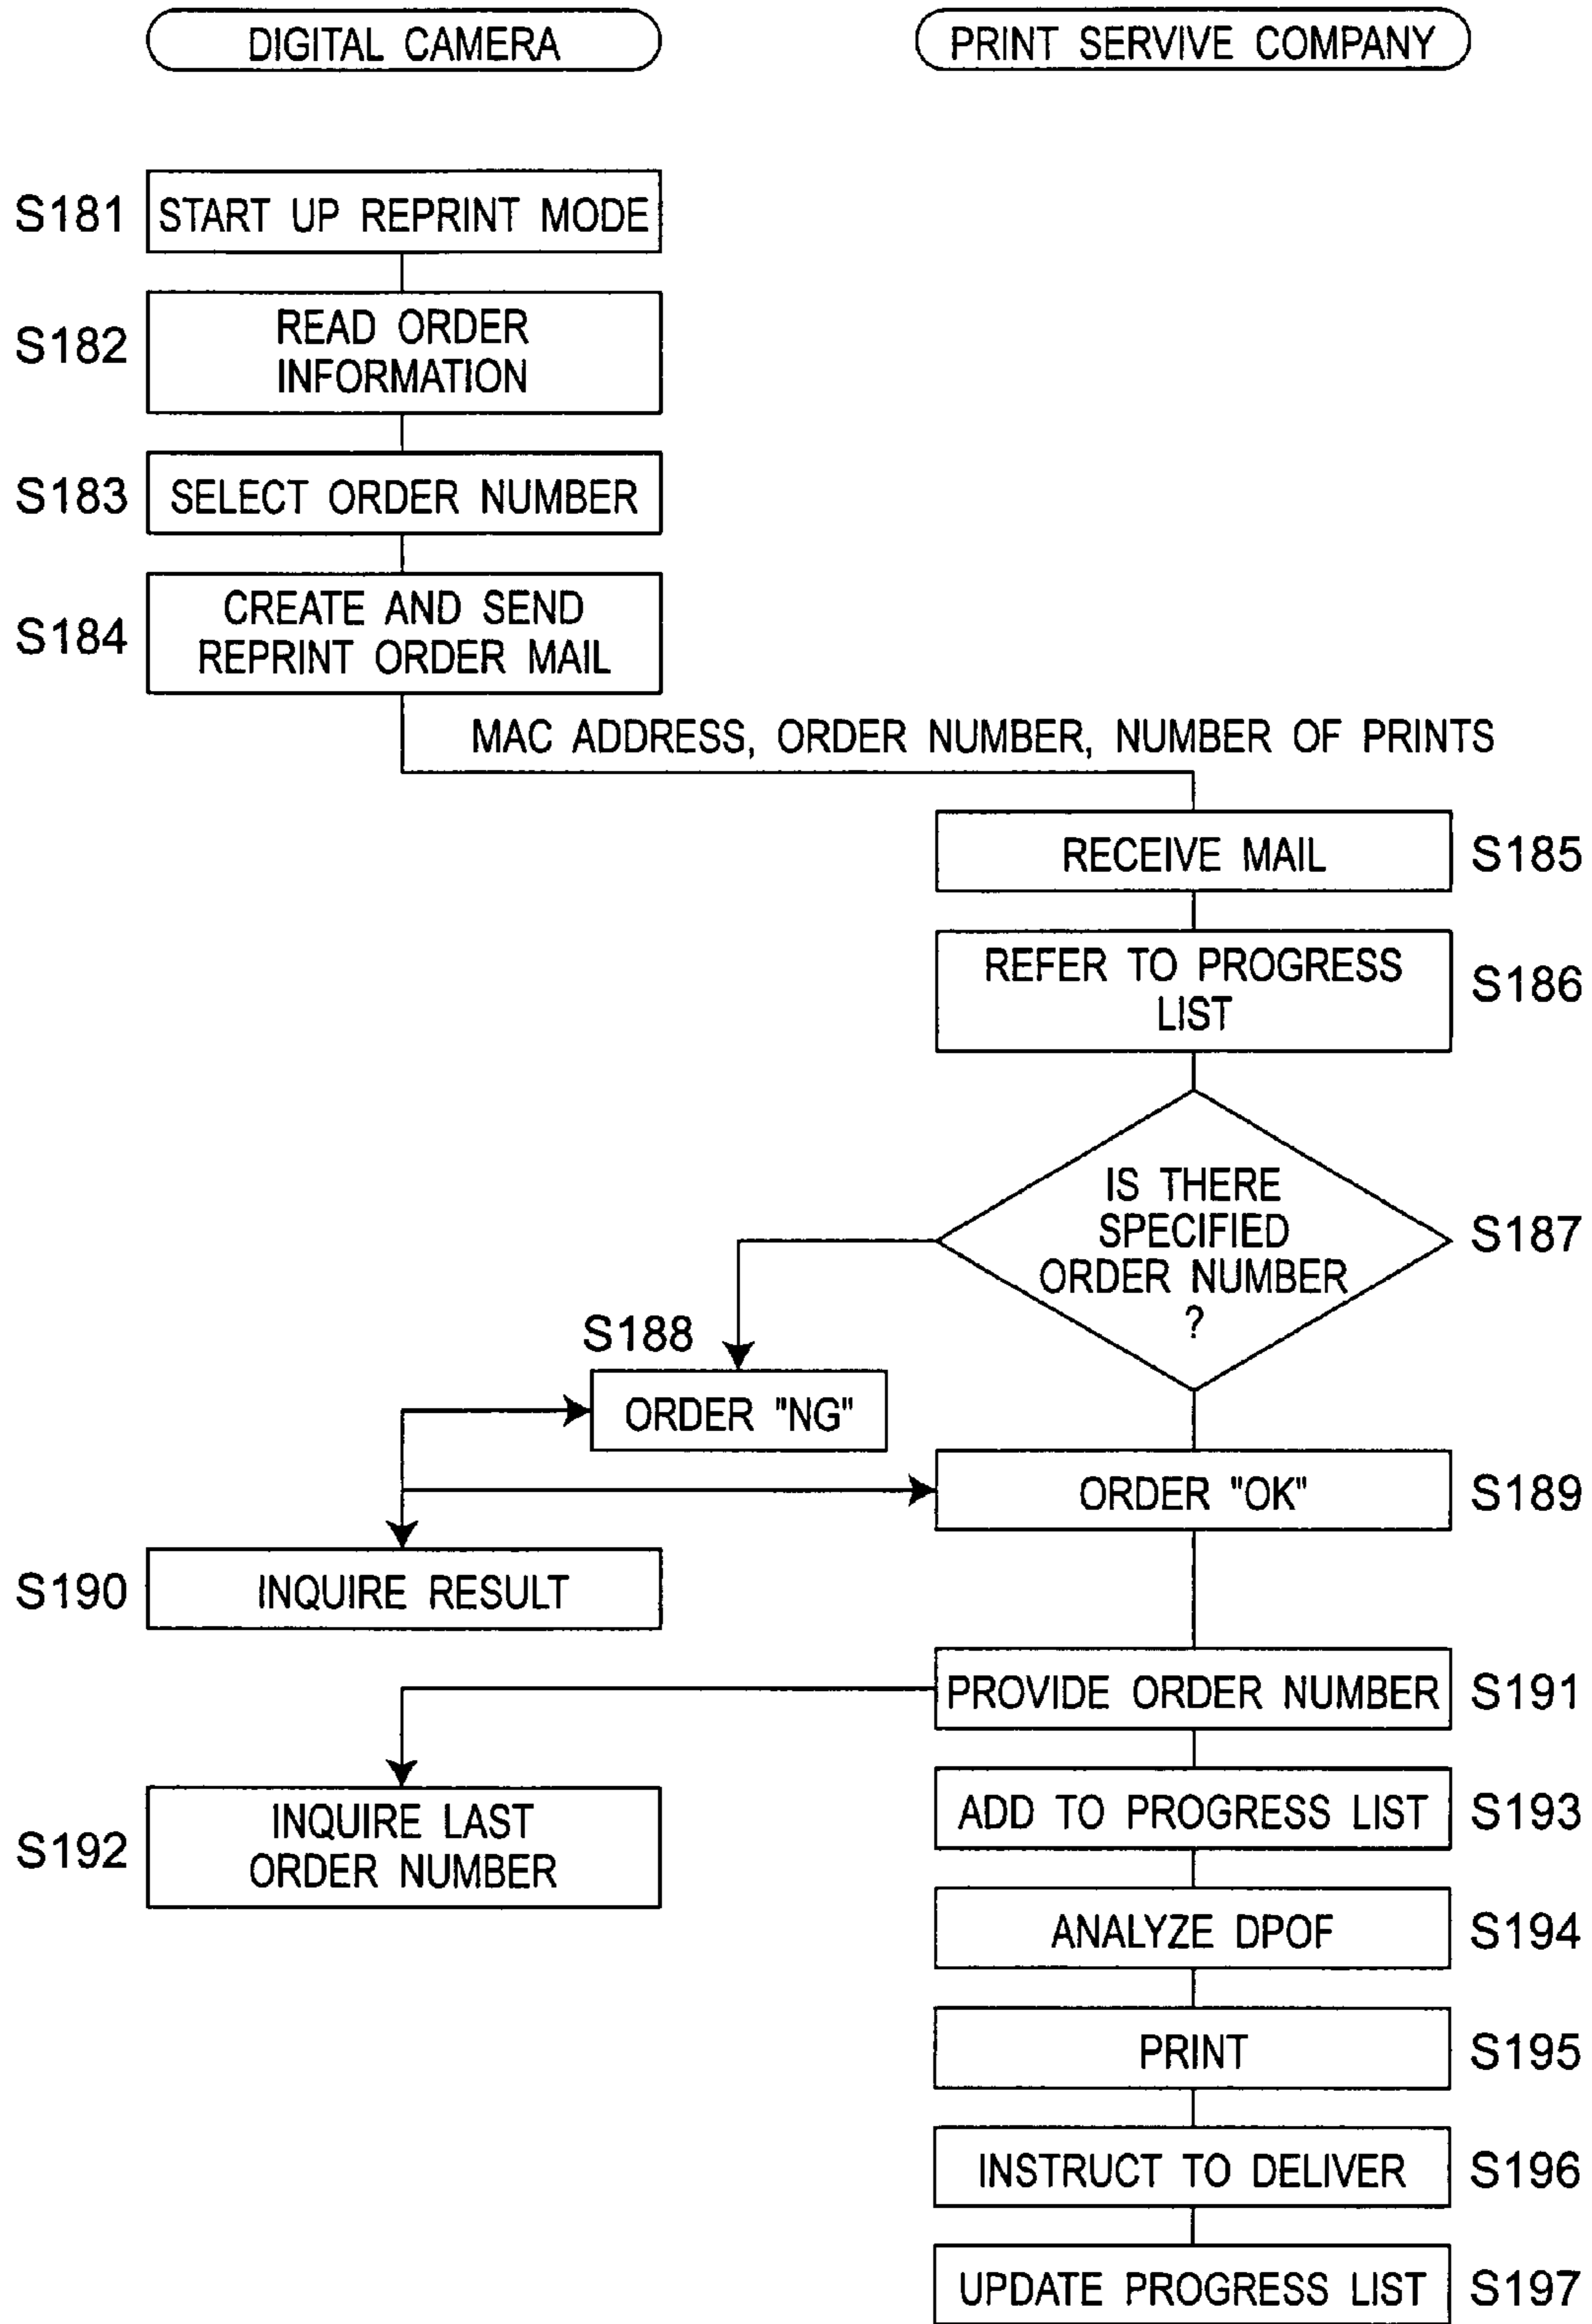 DIGITAL CAMERA
PRINT SERVIVE COMPANY
S181
START UP REPRINT MODE
S182
READ ORDER
INFORMATION
S183
SELECT ORDER NUMBER
S184
CREATE AND SEND
REPRINT ORDER MAIL
MAC ADDRESS, ORDER NUMBER, NUMBER OF PRINTS
RECEIVE MAIL
S185
REFER TO PROGRESS
LIST
S186
IS THERE
SPECIFIED
ORDER NUMBER
?
S187
S188
ORDER "NG"
ORDER "OK"
S189
S190
INQUIRE RESULT
PROVIDE ORDER NUMBER
S191
S192
INQUIRE LAST
ORDER NUMBER
ADD TO PROGRESS LIST
S193
ANALYZE DPOF
S194
PRINT
S195
INSTRUCT TO DELIVER
S196
UPDATE PROGRESS LIST
S197